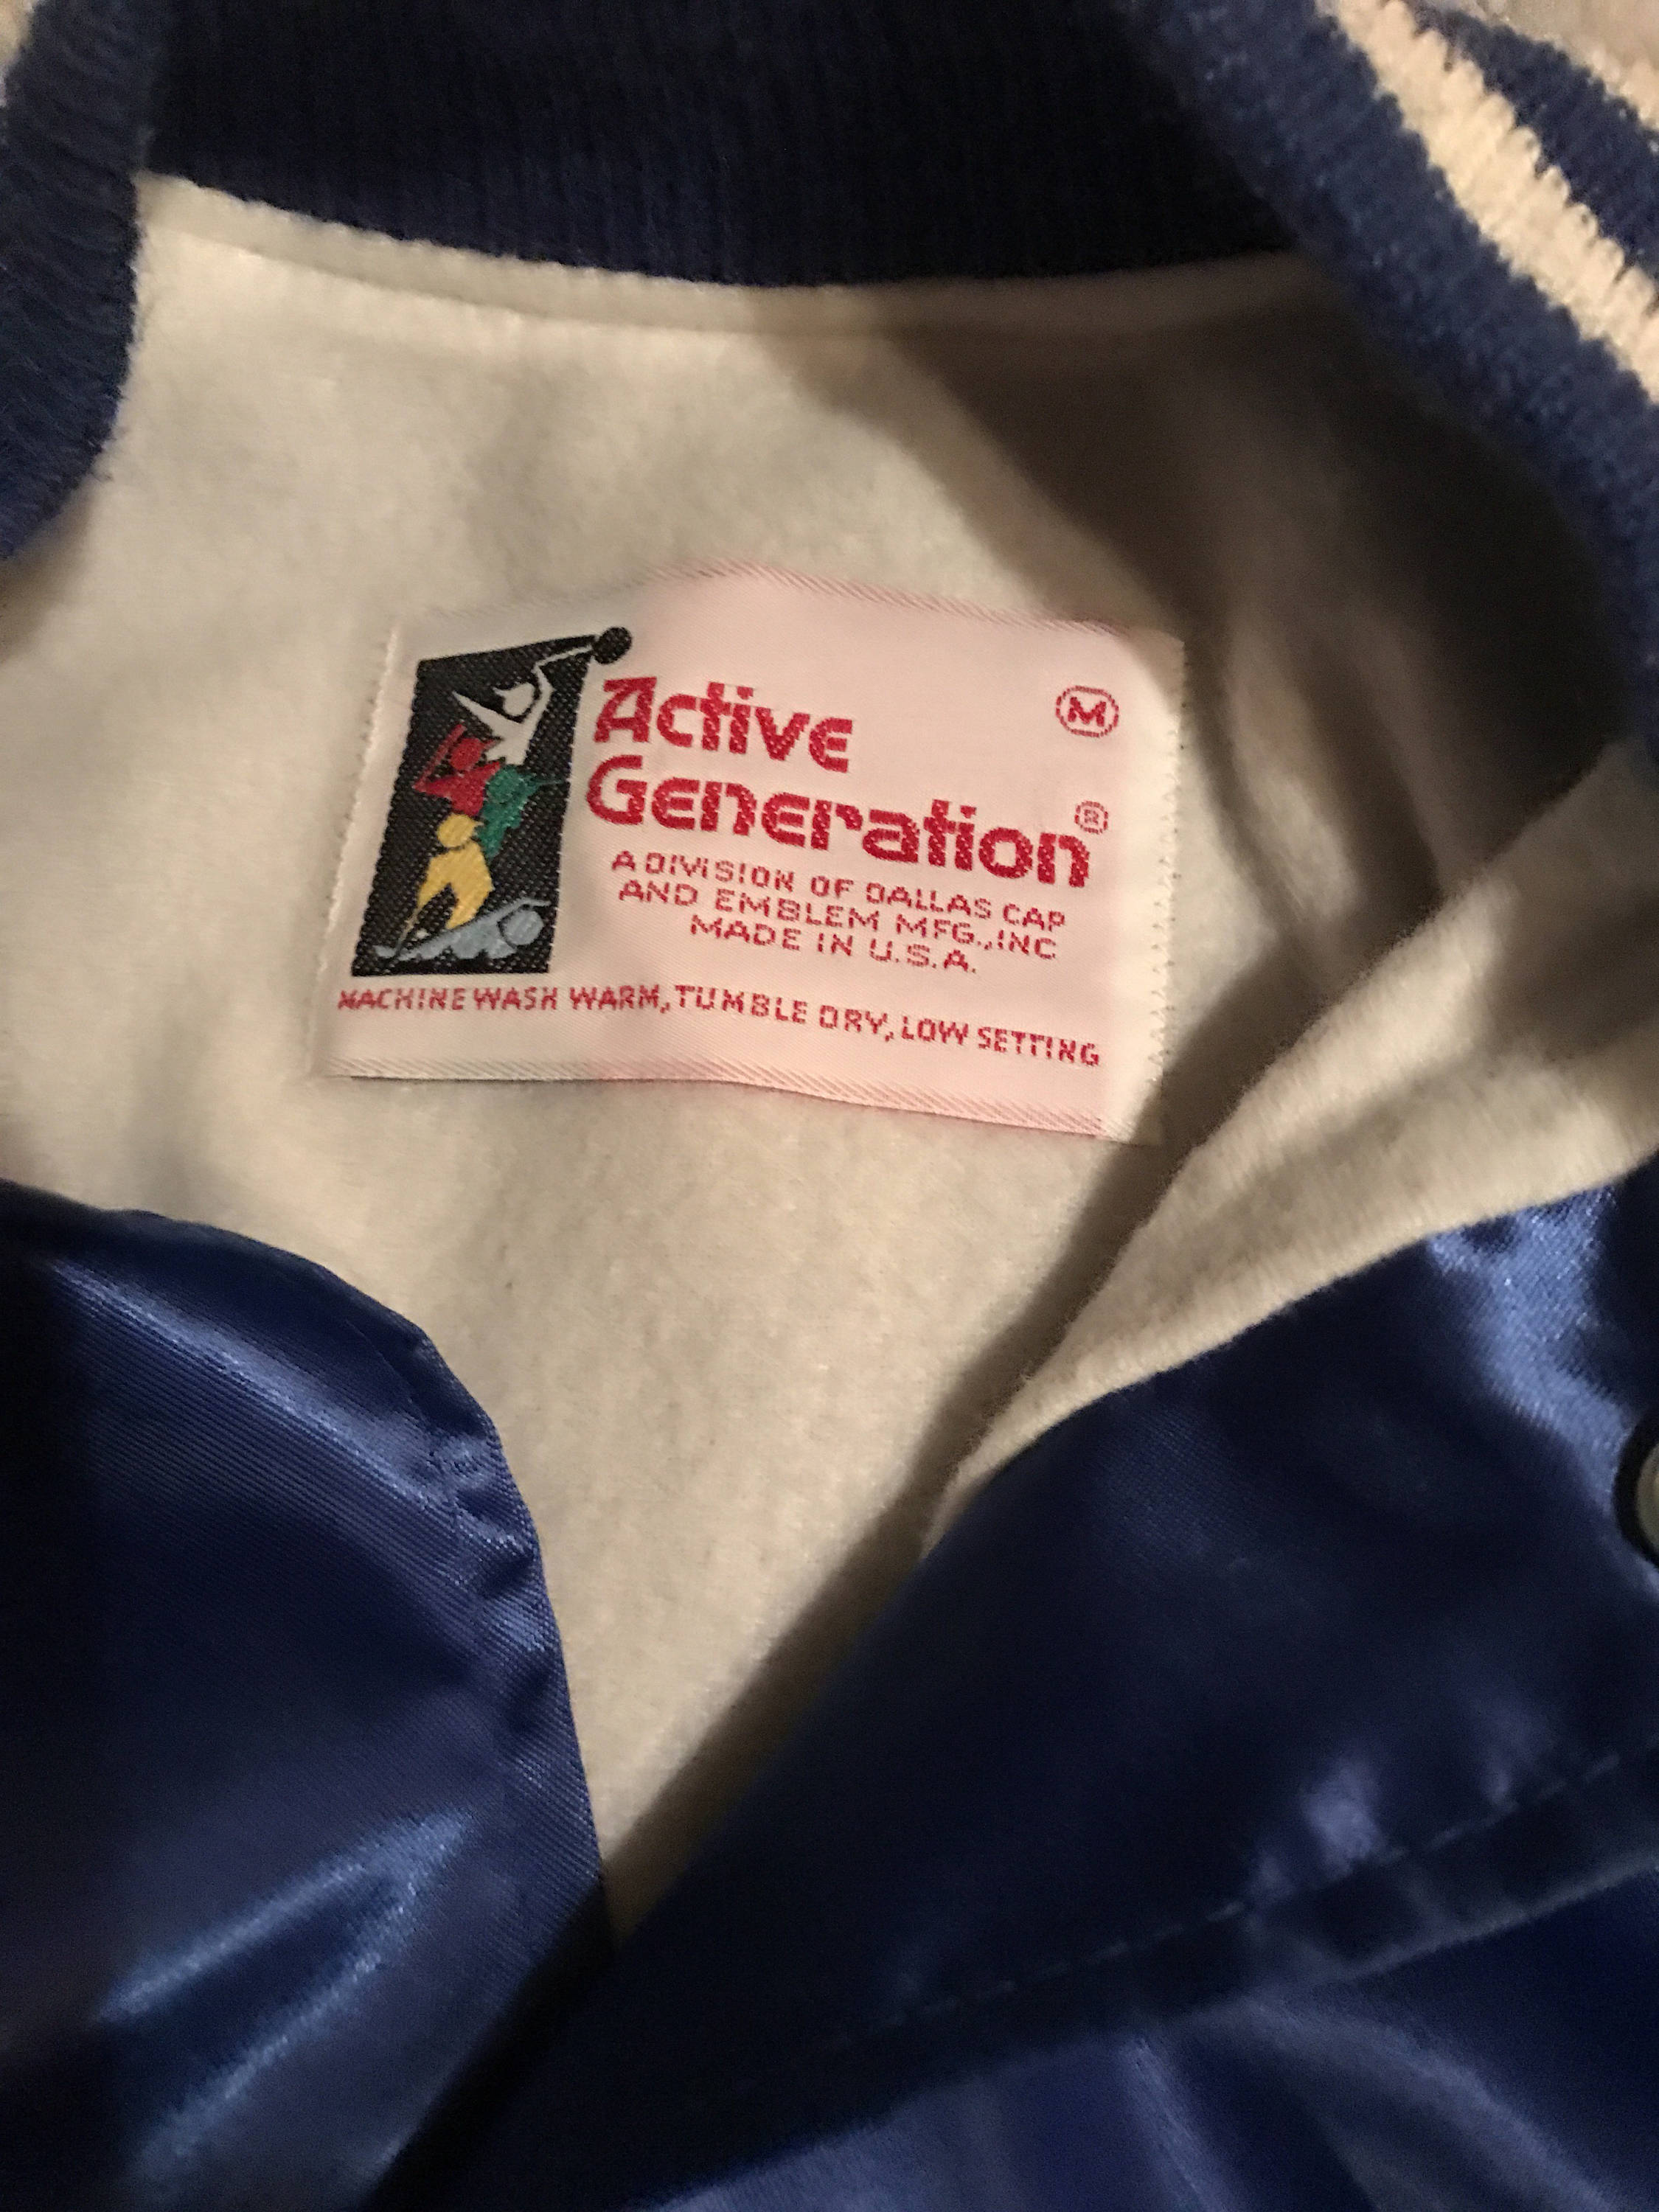 Active
M
Generation®
A DIVISION OF DALLAS CAP
AND EMBLEM MFG.,INC
MADE IN U.S.A.
MACHINE WASH WARM, TUMBLE DRY, LOW SETTING